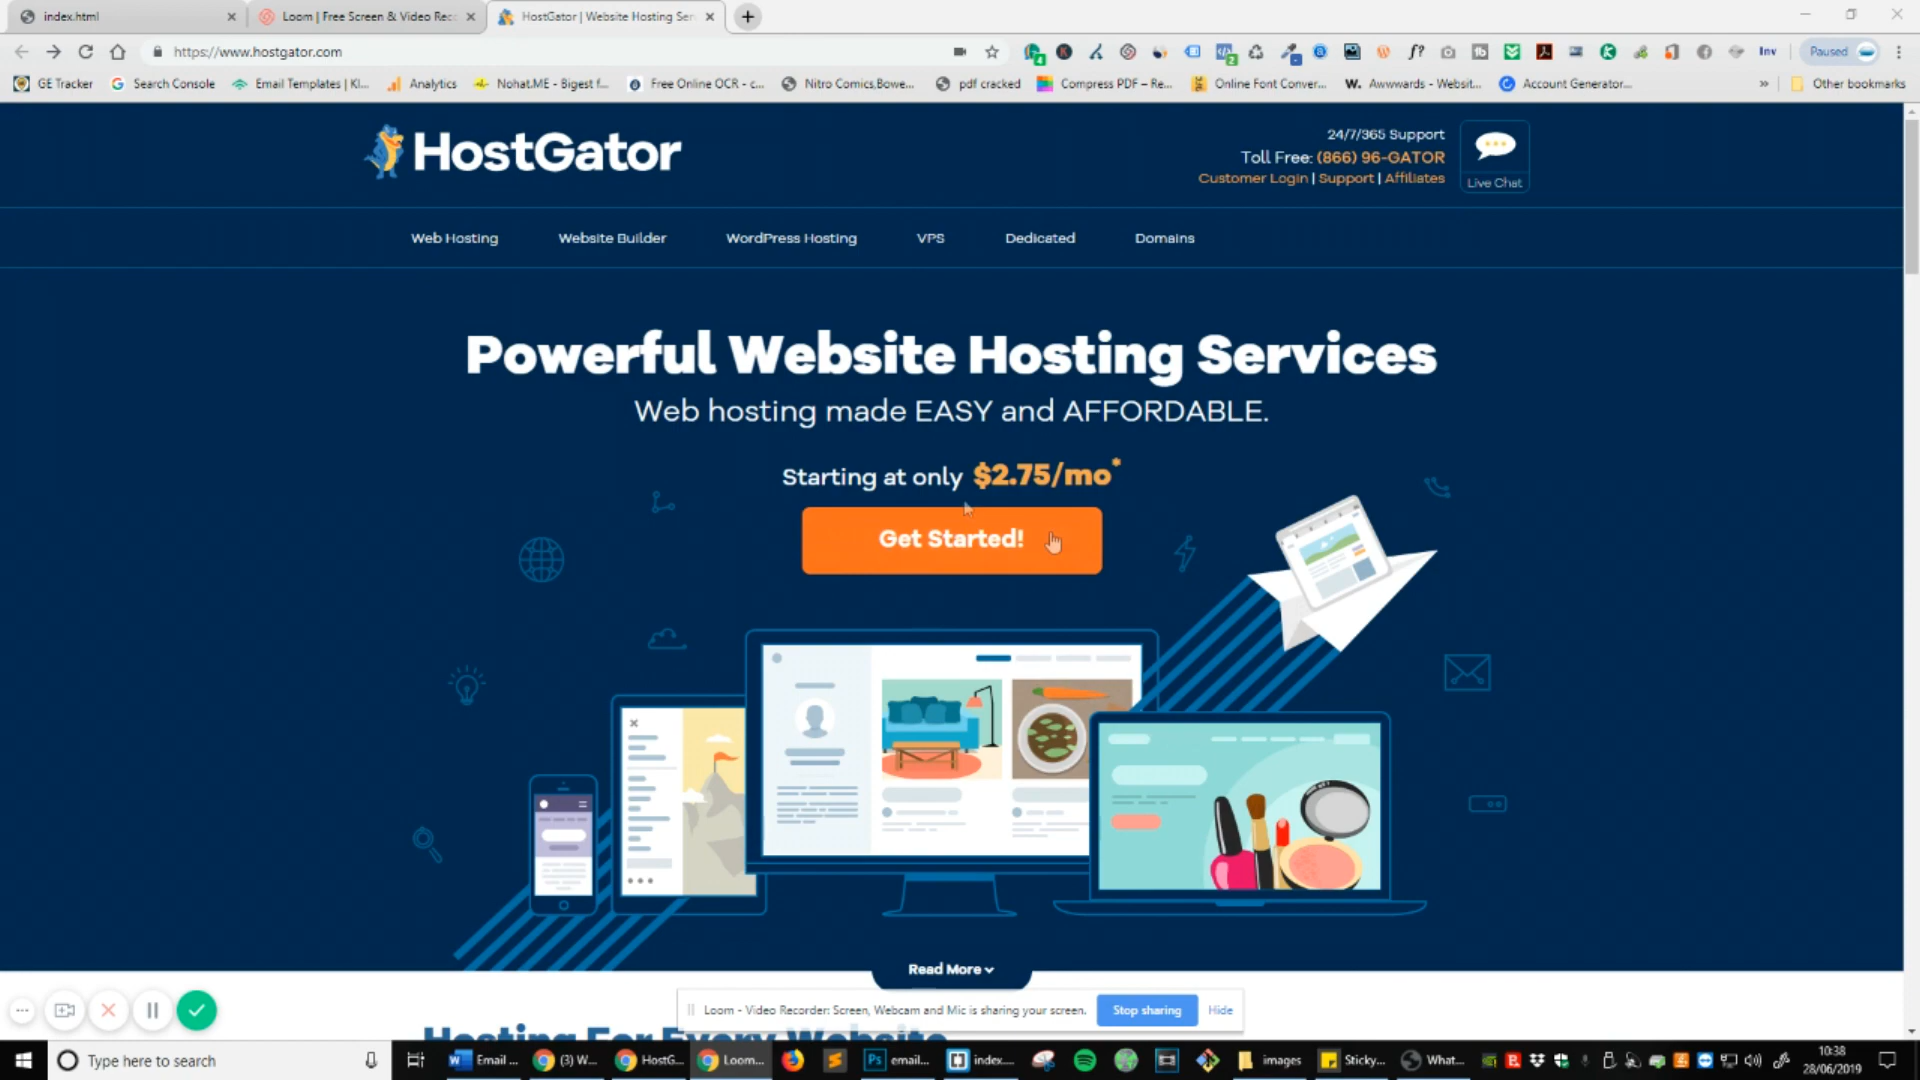 index.html
Loom | Free Screen & Video Rec
HostGator | Website Hosting Ser
https://www.hostgator.com
Paused
Inv
GE Tracker
Search Console
Email Templates | Kl...
Analytics
Nohat.ME - Bigest f...
Free Online OCR - c...
Nitro Comics,Bowe...
pdf cracked
Compress PDF – Re...
Online Font Conver...
W. Awwwards - Websit...
Account Generator...
»
Other bookmarks
HostGator
24/7/365 Support
Toll Free: (866) 96-GATOR
Customer Login | Support | Affiliates
Live Chat
Web Hosting
Website Builder
WordPress Hosting
VPS
Dedicated
Domains
Powerful Website Hosting Services
Web hosting made EASY and AFFORDABLE.
Starting at only $2.75/mo*
Get Started!
Read More
Loom - Video Recorder: Screen, Webcam and Mic is sharing your screen.
Stop sharing
Hide
Hosting For Every Website
Type here to search
Email ...
(3) W...
HostG...
Loom...
Ps
email...
index....
images
Sticky...
What...
10:38
28/06/2019